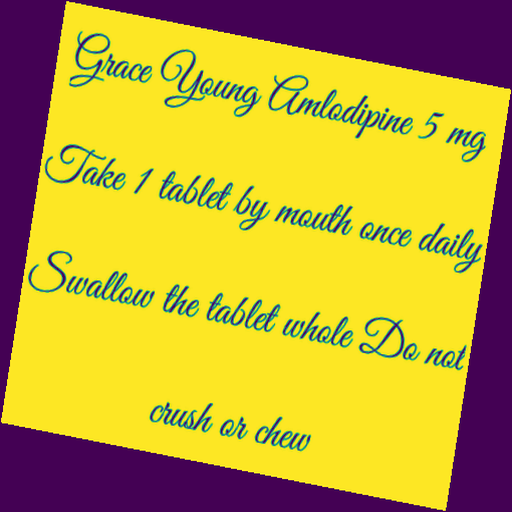 Grace Young Amlodipine 5 mg
Take 1 tablet by mouth once daily
Swallow the tablet whole Do not
crush or chew